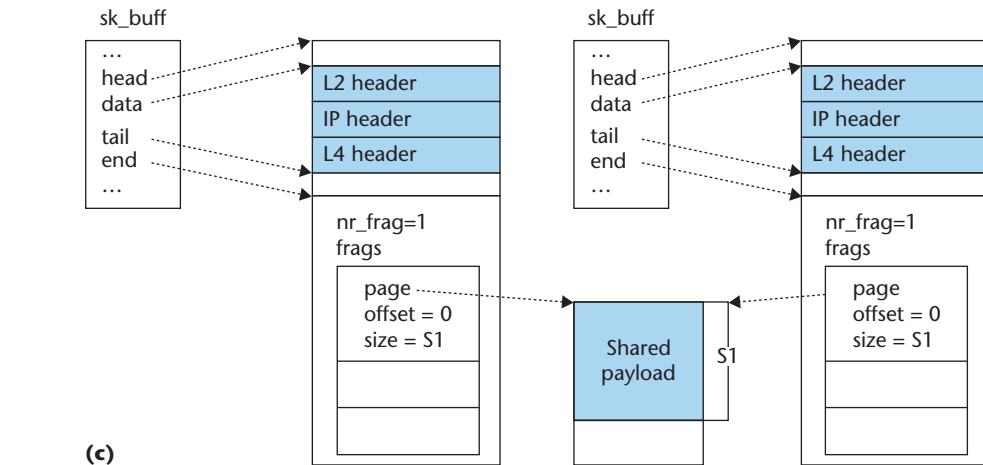 sk_buff
...
head
data
tail
end
...
L2 header
IP header
L4 header
nr_frag=1
frags
page
offset = 0
size = S1
Shared
payload
S1
sk_buff
...
head
data
tail
end
...
L2 header
IP header
L4 header
nr_frag=1
frags
page
offset = 0
size = S1
(c)